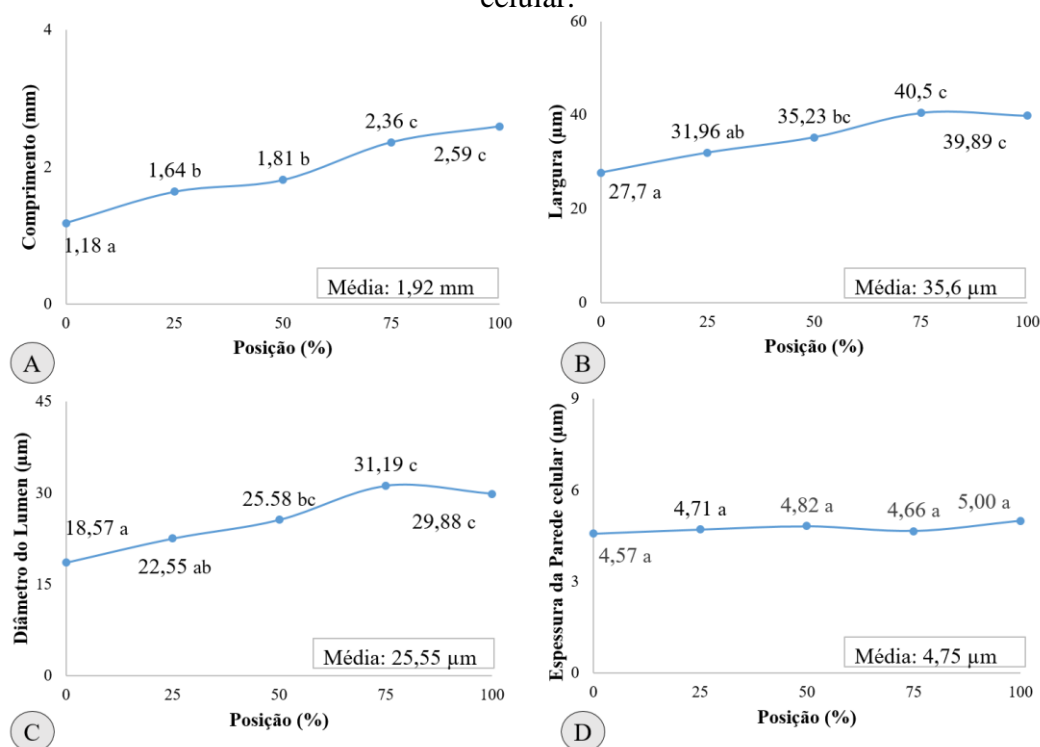 celular.
4
2
0
Comprimento (mm)
1,18 a
1,64 b
1,81 b
2,36 c
2,59 c
Média: 1,92 mm
0 25 50 75 100
Posição (%)
A
60
40
20
0
Largura (µm)
27,7 a
31,96 ab
35,23 bc
40,5 c
39,89 c
Média: 35,6 µm
0 25 50 75 100
Posição (%)
B
45
30
15
0
Diâmetro do Lumen (µm)
18,57 a
22,55 ab
25.58 bc
31,19 c
29,88 c
Média: 25,55 µm
0 25 50 75 100
Posição (%)
C
9
6
3
0
Espessura da Parede celular (µm)
4,57 a
4,71 a
4,82 a
4,66 a
5,00 a
Média: 4,75 µm
0 25 50 75 100
Posição (%)
D